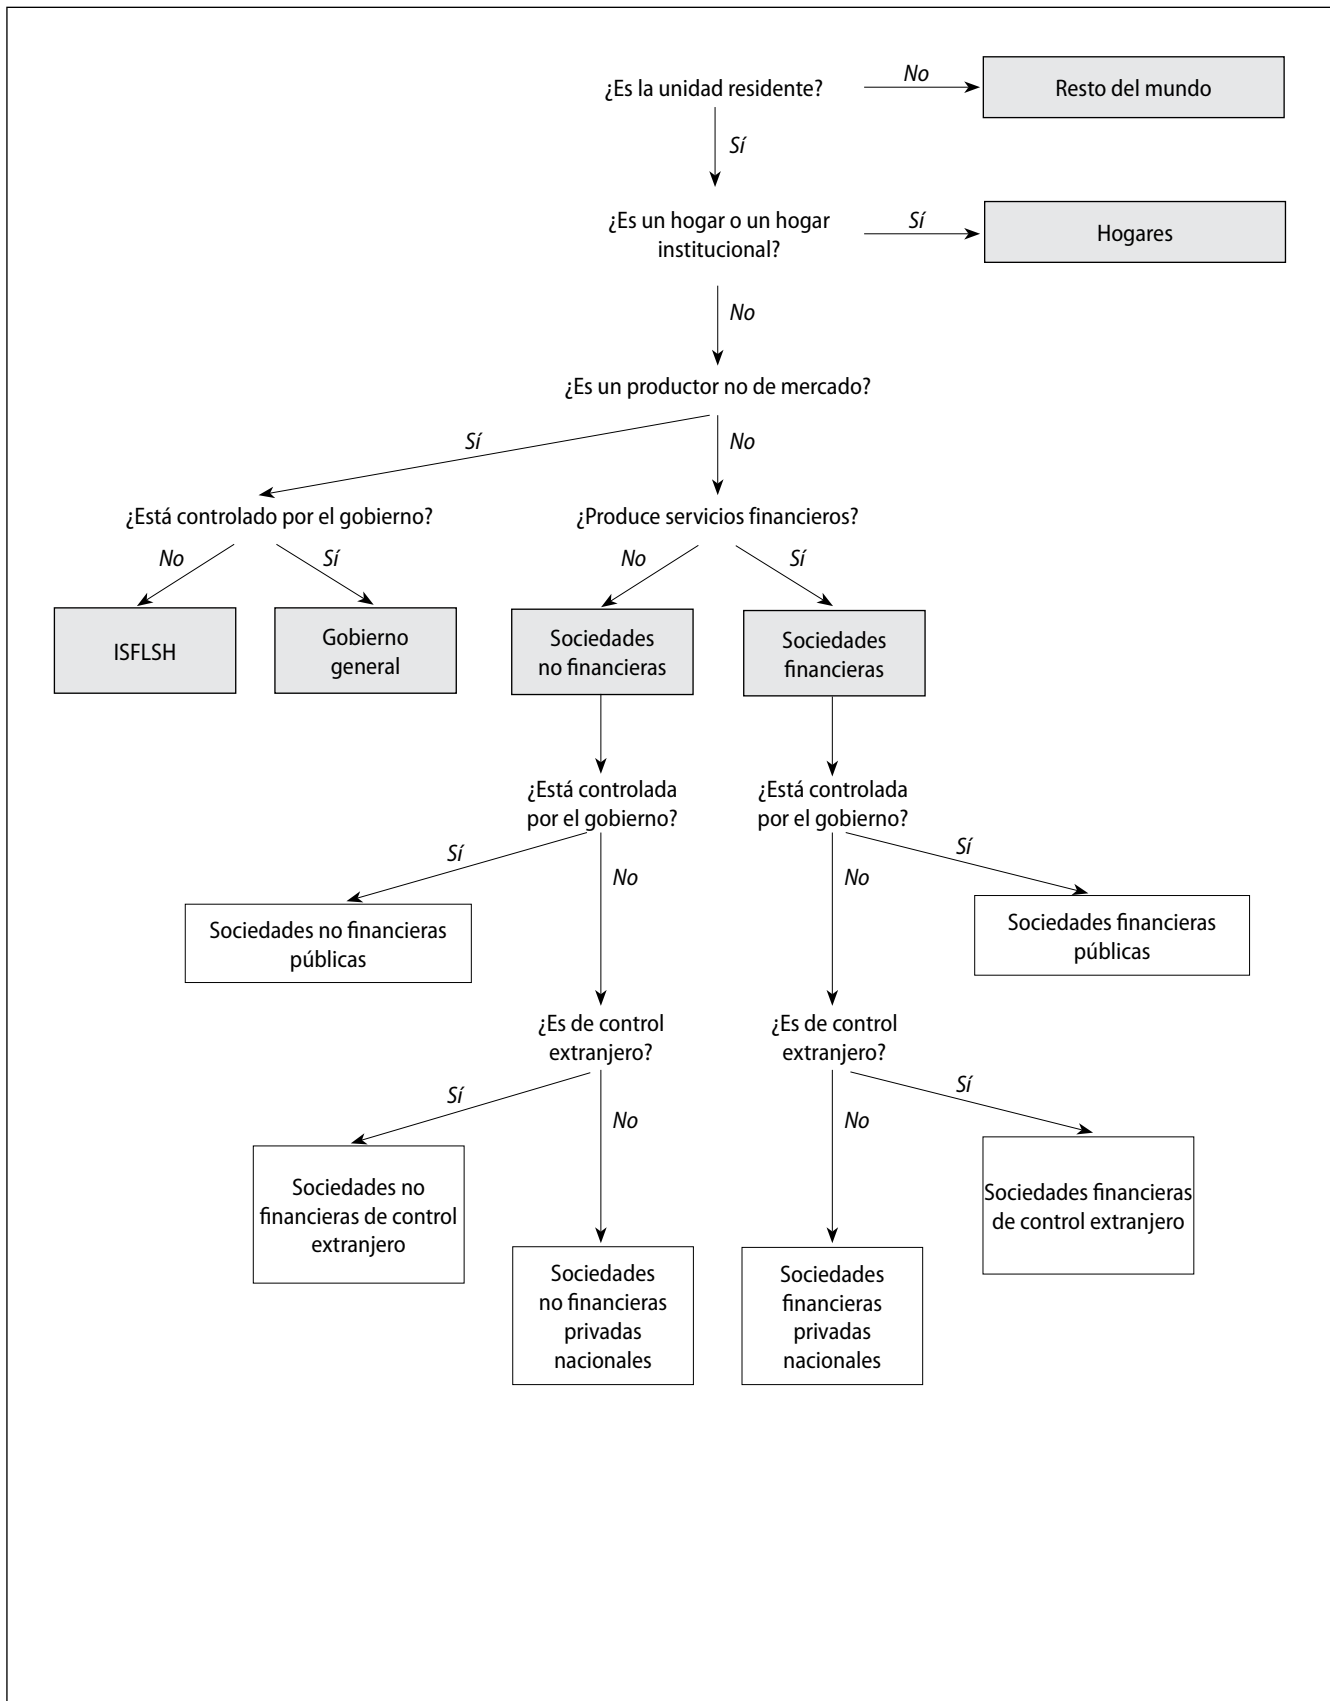 ¿Es la unidad residente?
No
Resto del mundo
Sí
¿Es un hogar o un hogar
institucional?
Sí
Hogares
No
¿Es un productor no de mercado?
Sí
No
¿Está controlado por el gobierno?
¿Produce servicios financieros?
No
Sí
No
Sí
ISFLSH
Gobierno
general
Sociedades
no financieras
Sociedades
financieras
¿Está controlada
por el gobierno?
¿Está controlada
por el gobierno?
Sí
No
No
Sí
Sociedades no financieras
públicas
Sociedades financieras
públicas
¿Es de control
extranjero?
¿Es de control
extranjero?
Sí
No
No
Sí
Sociedades no
financieras de control
extranjero
Sociedades financieras
de control extranjero
Sociedades
no financieras
privadas
nacionales
Sociedades
financieras
privadas
nacionales